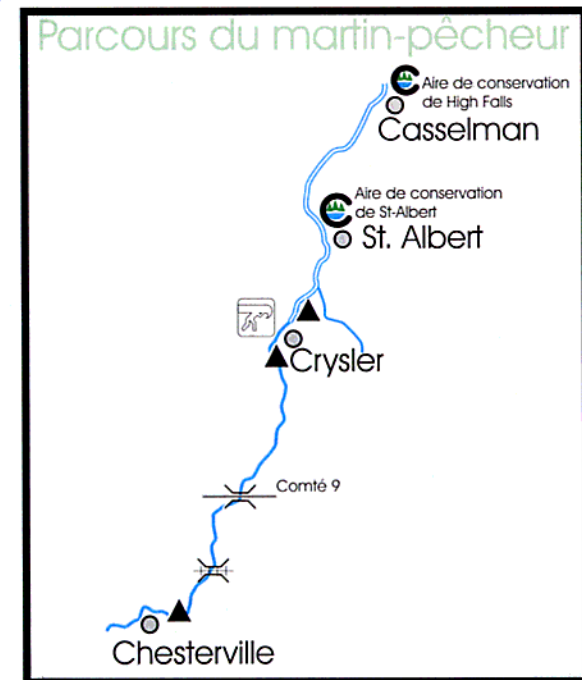 Parcours du martin-pêcheur
Aire de conservation
de High Falls
Casselman
Aire de conservation
de St-Albert
St. Albert
Crysler
Comté 9
Chesterville